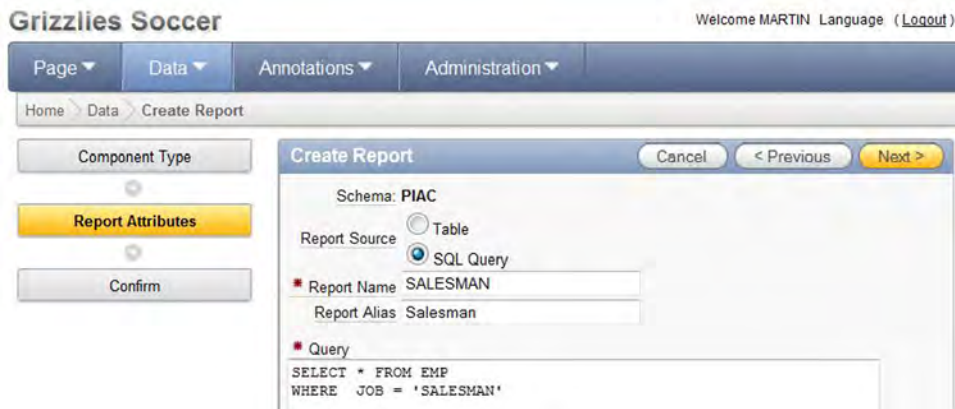 Grizzlies Soccer
Welcome MARTIN Language ( Logout )
Page Data Annotations Administration
Home Data Create Report
Component Type
Report Attributes
Confirm
Create Report
Cancel < Previous Next >
Schema: PIAC
Report Source
Table
SQL Query
* Report Name SALESMAN
Report Alias Salesman
* Query
SELECT * FROM EMP
WHERE JOB = 'SALESMAN'